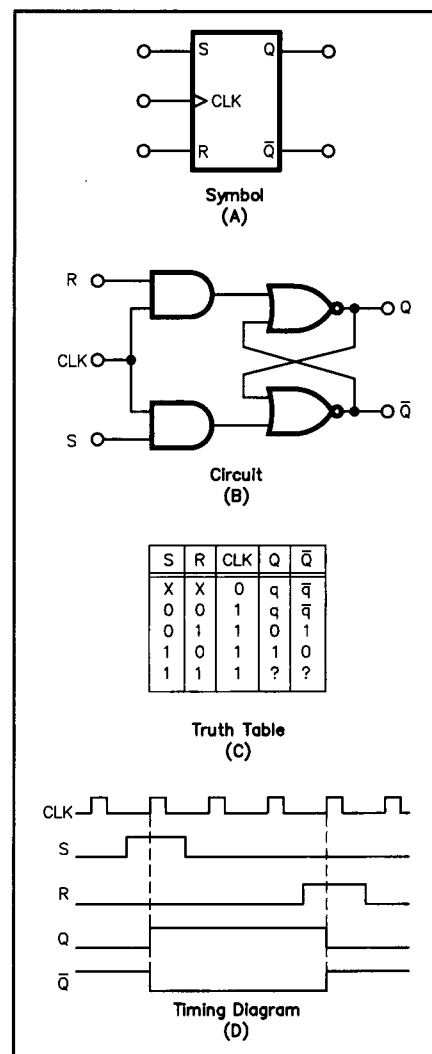 S Q
CLK
R Q̅
Symbol
(A)
R
Q
CLK
S
Q̅
Circuit
(B)
S R CLK Q Q̅
X X 0 q q̅
0 0 1 q q̅
0 1 1 0 1
1 0 1 1 0
1 1 1 ? ?
Truth Table
(C)
CLK
S
R
Q
Q̅
Timing Diagram
(D)